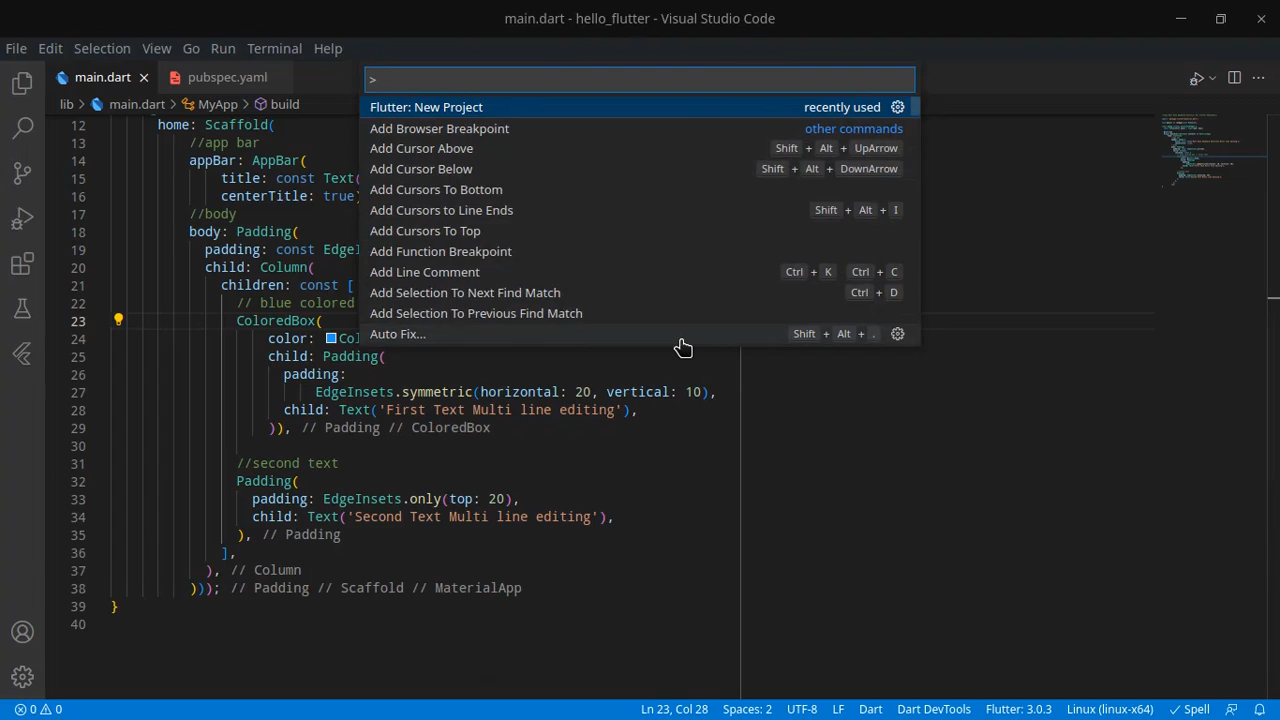 main.dart - hello_flutter - Visual Studio Code
File Edit Selection View Go Run Terminal Help
main.dart pubspec.yaml
>
lib > main.dart > MyApp > build
Flutter: New Project recently used
Add Browser Breakpoint other commands
Add Cursor Above Shift + Alt + UpArrow
Add Cursor Below Shift + Alt + DownArrow
Add Cursors To Bottom
Add Cursors to Line Ends Shift + Alt + I
Add Cursors To Top
Add Function Breakpoint
Add Line Comment Ctrl + K Ctrl + C
Add Selection To Next Find Match Ctrl + D
Add Selection To Previous Find Match
Auto Fix... Shift + Alt + .
12 home: Scaffold(
13 //app bar
14 appBar: AppBar(
15 title: const Text(
16 centerTitle: true)
17 //body
18 body: Padding(
19 padding: const Edge
20 child: Column(
21 children: const [
22 // blue colored
23 ColoredBox(
24 color: Col
25 child: Padding(
26 padding:
27 EdgeInsets.symmetric(horizontal: 20, vertical: 10),
28 child: Text('First Text Multi line editing'),
29 )), // Padding // ColoredBox
30
31 //second text
32 Padding(
33 padding: EdgeInsets.only(top: 20),
34 child: Text('Second Text Multi line editing'),
35 ), // Padding
36 ],
37 ), // Column
38 ))); // Padding // Scaffold // MaterialApp
39 }
40
0 0 Ln 23, Col 28 Spaces: 2 UTF-8 LF Dart Dart DevTools Flutter: 3.0.3 Linux (linux-x64) Spell